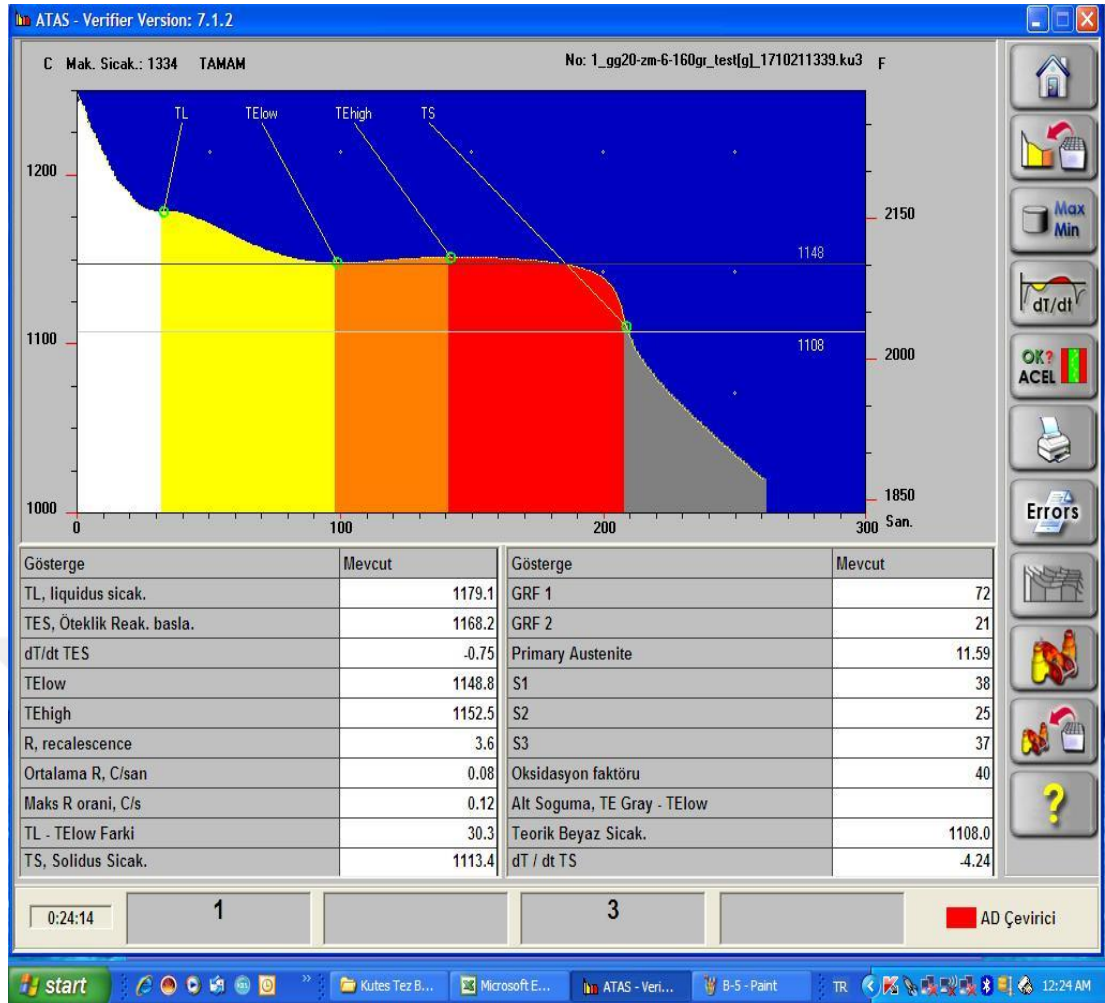 ATAS - Verifier Version: 7.1.2
C Mak. Sicak.: 1334 TAMAM No: 1_gg20-zm-6-160gr_test[g]_1710211339.ku3 F
TL TElow TEhigh TS
1200
2150
1148
1100
1108
2000
1000
1850
0 100 200 300 San.
Max
Min
dT/dt
OK?
ACEL
Errors
?
Gösterge Mevcut Gösterge Mevcut
TL, liquidus sicak. 1179.1 GRF 1 72
TES, Öteklik Reak. basla. 1168.2 GRF 2 21
dT/dt TES -0.75 Primary Austenite 11.59
TElow 1148.8 S1 38
TEhigh 1152.5 S2 25
R, recalescence 3.6 S3 37
Ortalama R, C/san 0.08 Oksidasyon faktöru 40
Maks R orani, C/s 0.12 Alt Soguma, TE Gray - TElow
TL - TElow Farki 30.3 Teorik Beyaz Sicak. 1108.0
TS, Solidus Sicak. 1113.4 dT / dt TS -4.24
0:24:14 1 3 AD Çevirici
start Kutes Tez B... Microsoft E... ATAS - Veri... B-5 - Paint TR 12:24 AM